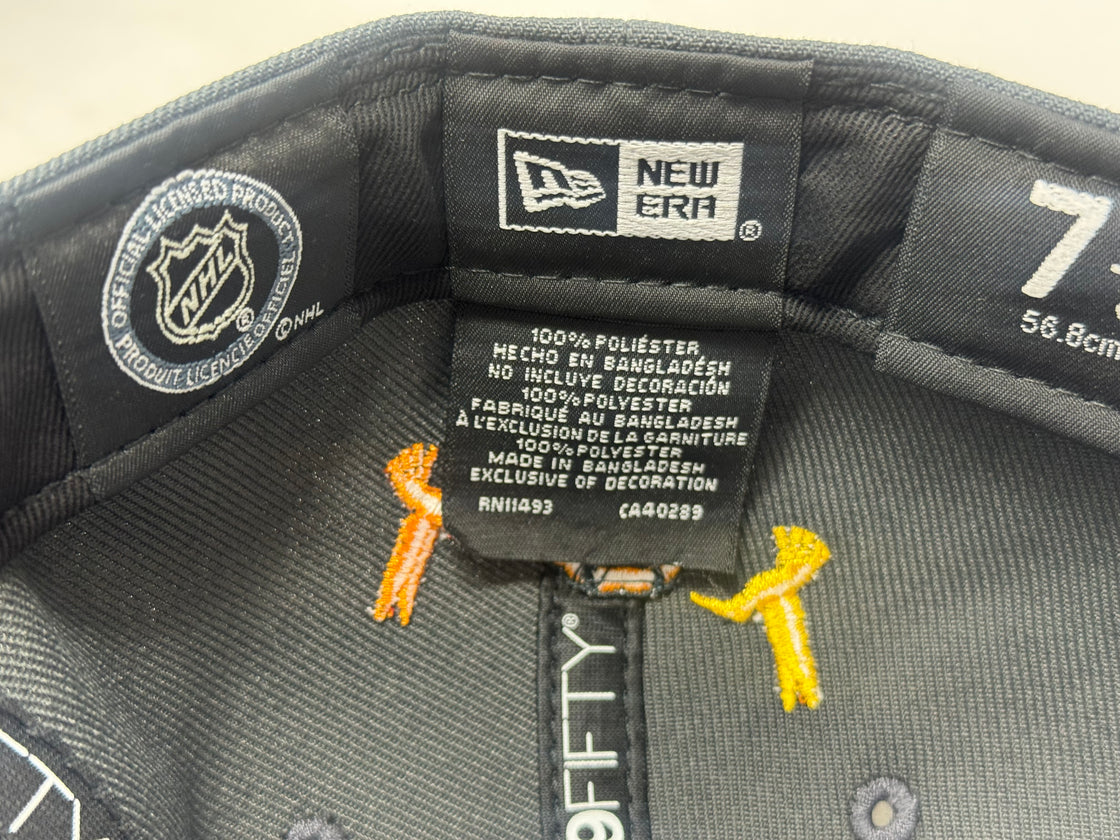 OFFICIAL LICENSED PRODUCT
NHL®
PRODUIT LICENCIÉ OFFICIEL
©NHL
NEW
ERA
®
7
56.8cm
100% POLIÉSTER
HECHO EN BANGLADÉSH
NO INCLUYE DECORACIÓN
100% POLYESTER
FABRIQUÉ AU BANGLADESH
À L'EXCLUSION DE LA GARNITURE
100% POLYESTER
MADE IN BANGLADESH
EXCLUSIVE OF DECORATION
RN11493 CA40289
9FIFTY®